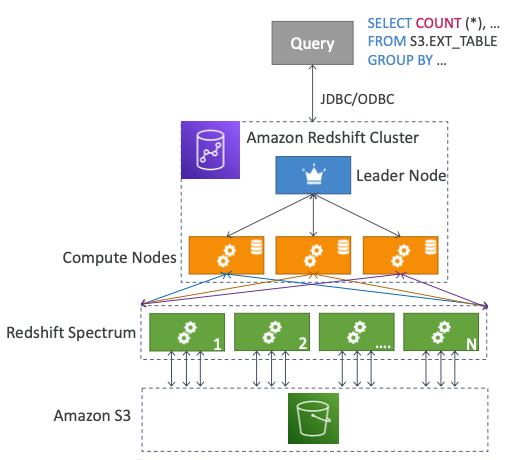 Query
SELECT COUNT (*), ...
FROM S3.EXT_TABLE
GROUP BY ...
JDBC/ODBC
Amazon Redshift Cluster
Leader Node
Compute Nodes
Redshift Spectrum
1
2
....
N
Amazon S3